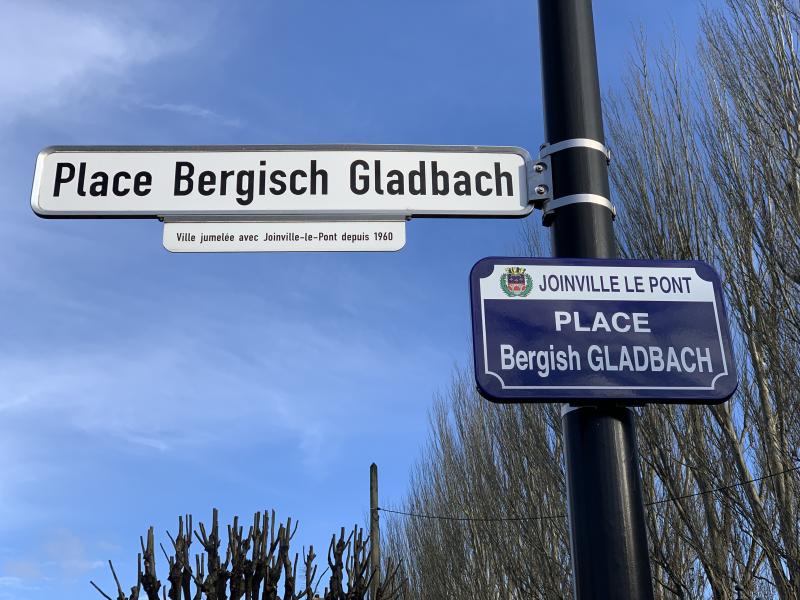 Place Bergisch Gladbach
Ville jumelée avec Joinville-le-Pont depuis 1960
JOINVILLE LE PONT
PLACE
Bergish GLADBACH